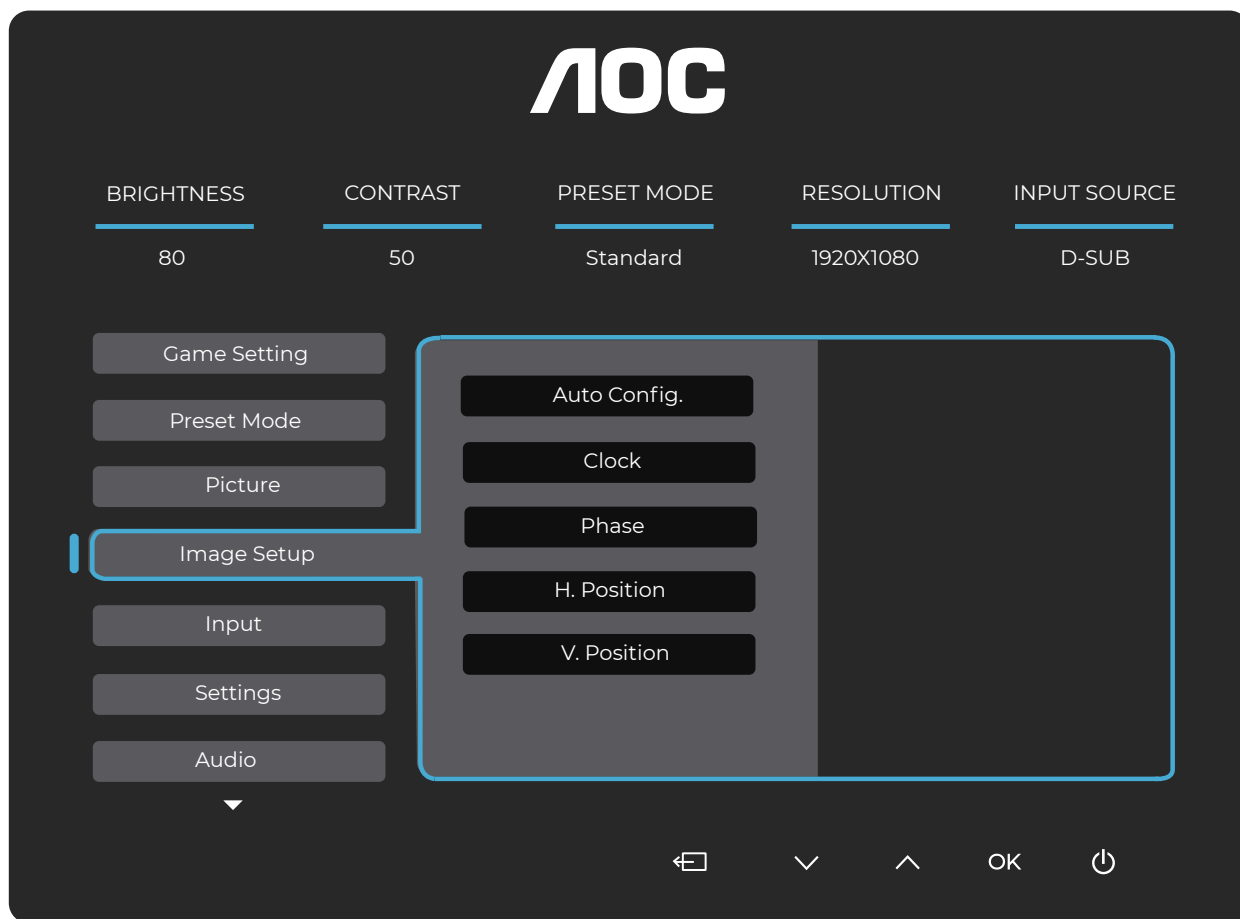 AOC
BRIGHTNESS CONTRAST PRESET MODE RESOLUTION INPUT SOURCE
80 50 Standard 1920X1080 D-SUB
Game Setting
Preset Mode
Picture
Image Setup
Input
Settings
Audio
Auto Config.
Clock
Phase
H. Position
V. Position
OK